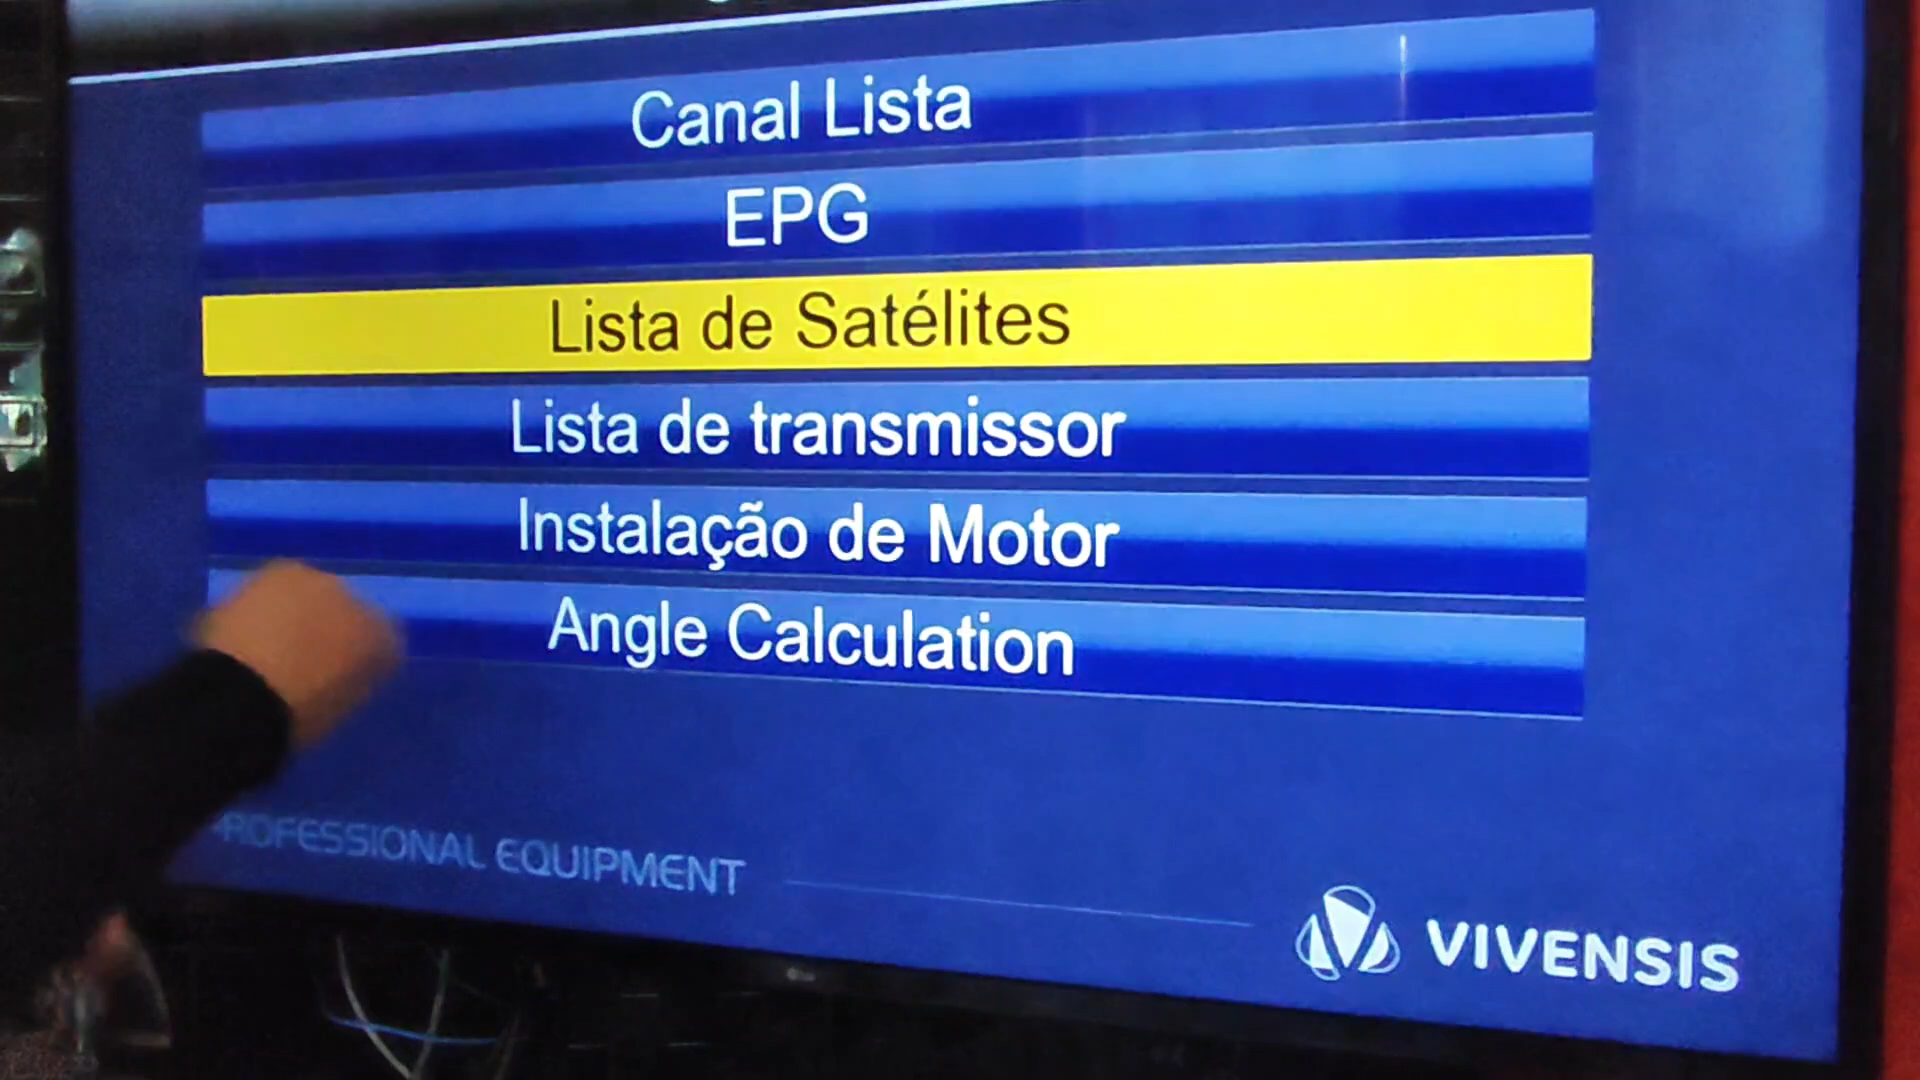 Canal Lista
EPG
Lista de Satélites
Lista de transmissor
Instalação de Motor
Angle Calculation
PROFESSIONAL EQUIPMENT
VIVENSIS